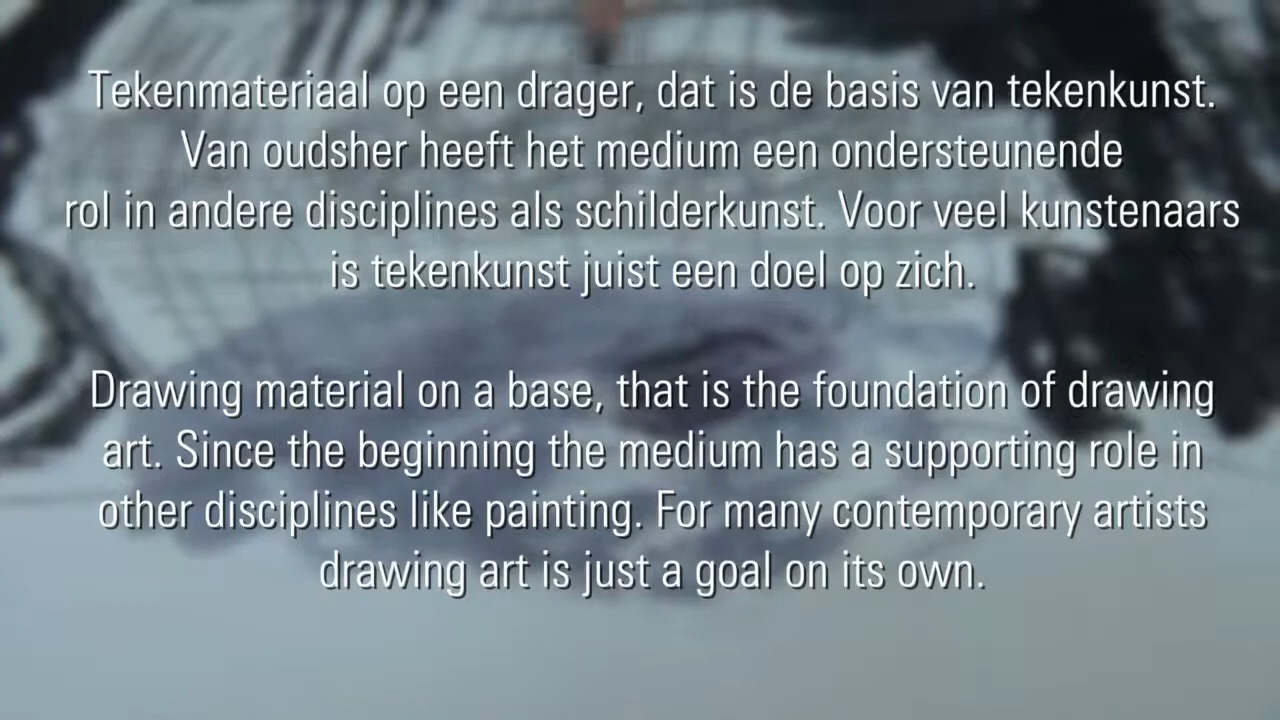 Tekenmateriaal op een drager, dat is de basis van tekenkunst.
Van oudsher heeft het medium een ondersteunende
rol in andere disciplines als schilderkunst. Voor veel kunstenaars
is tekenkunst juist een doel op zich.
Drawing material on a base, that is the foundation of drawing
art. Since the beginning the medium has a supporting role in
other disciplines like painting. For many contemporary artists
drawing art is just a goal on its own.